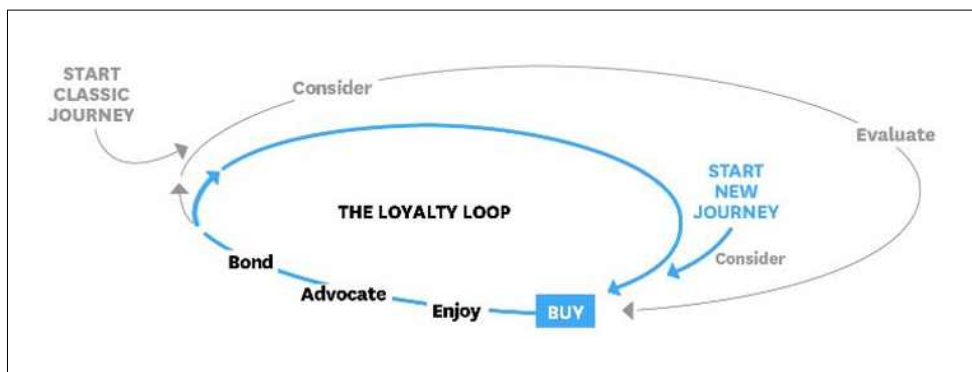 START
CLASSIC
JOURNEY
Consider
Evaluate
START
NEW
JOURNEY
THE LOYALTY LOOP
Consider
Bond
Advocate
Enjoy
BUY